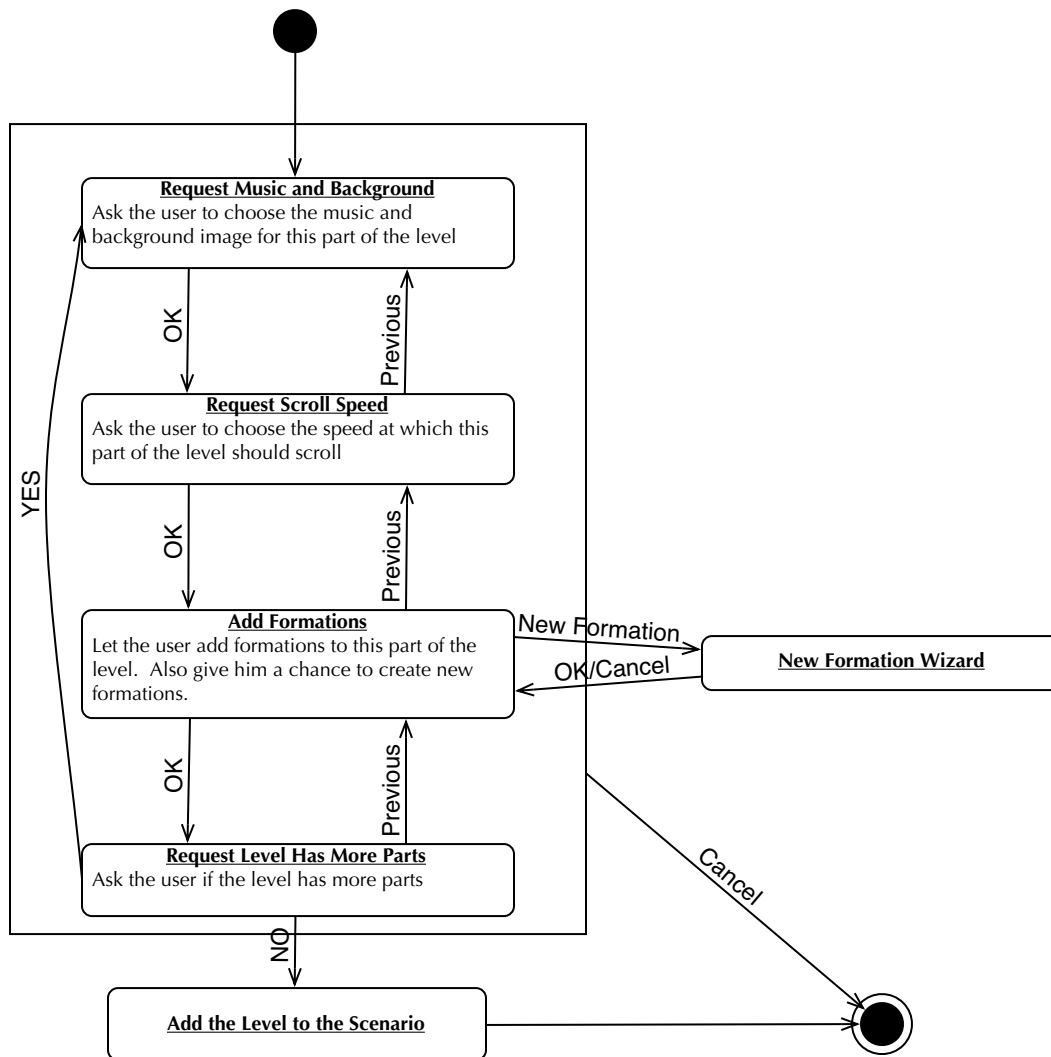 Request Music and Background
Ask the user to choose the music and
background image for this part of the level
OK
Previous
Request Scroll Speed
Ask the user to choose the speed at which this
part of the level should scroll
YES
OK
Previous
Add Formations
Let the user add formations to this part of the
level.  Also give him a chance to create new
formations.
New Formation
OK/Cancel
New Formation Wizard
OK
Previous
Request Level Has More Parts
Ask the user if the level has more parts
Cancel
NO
Add the Level to the Scenario